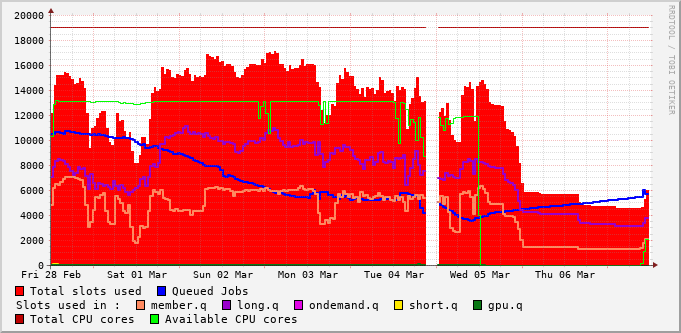 20000
18000
16000
14000
12000
10000
8000
6000
4000
2000
0
Fri 28 Feb Sat 01 Mar Sun 02 Mar Mon 03 Mar Tue 04 Mar Wed 05 Mar Thu 06 Mar
RRDTOOL / TOBI OETIKER
Total slots used Queued Jobs
Slots used in : member.q long.q ondemand.q short.q gpu.q
Total CPU cores Available CPU cores